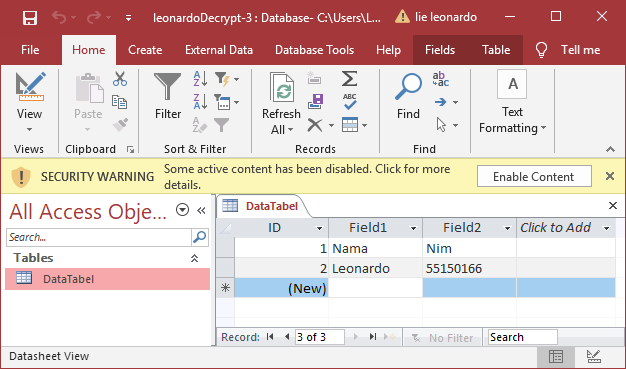 leonardoDecrypt-3 : Database- C:\Users\L... lie leonardo
File Home Create External Data Database Tools Help Fields Table Tell me
View
Paste
Filter
Refresh All
Find
A
Text Formatting
ab
ac
ABC
Views Clipboard Sort & Filter Records Find
SECURITY WARNING Some active content has been disabled. Click for more details. Enable Content
All Access Obje...
Search...
Tables
DataTabel
DataTabel
ID Field1 Field2 Click to Add
1 Nama Nim
2 Leonardo 55150166
(New)
Record: 3 of 3 No Filter Search
Datasheet View